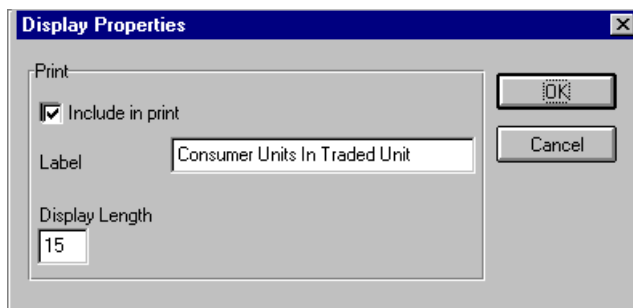 Display Properties
Print
Include in print
OK
Label
Consumer Units In Traded Unit
Cancel
Display Length
15